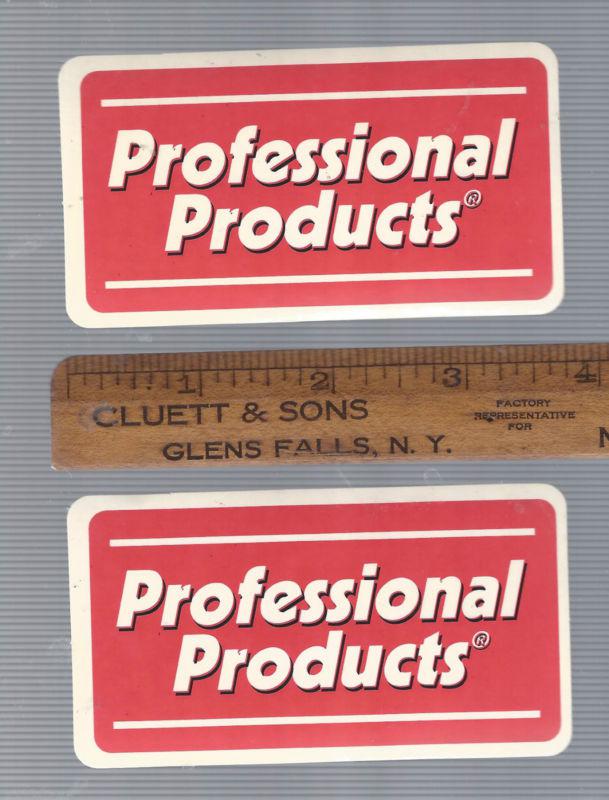 Professional
Products®
1 2 3 4
CLUETT & SONS
GLENS FALLS, N. Y.
FACTORY
REPRESENTATIVE
FOR
N
Professional
Products®